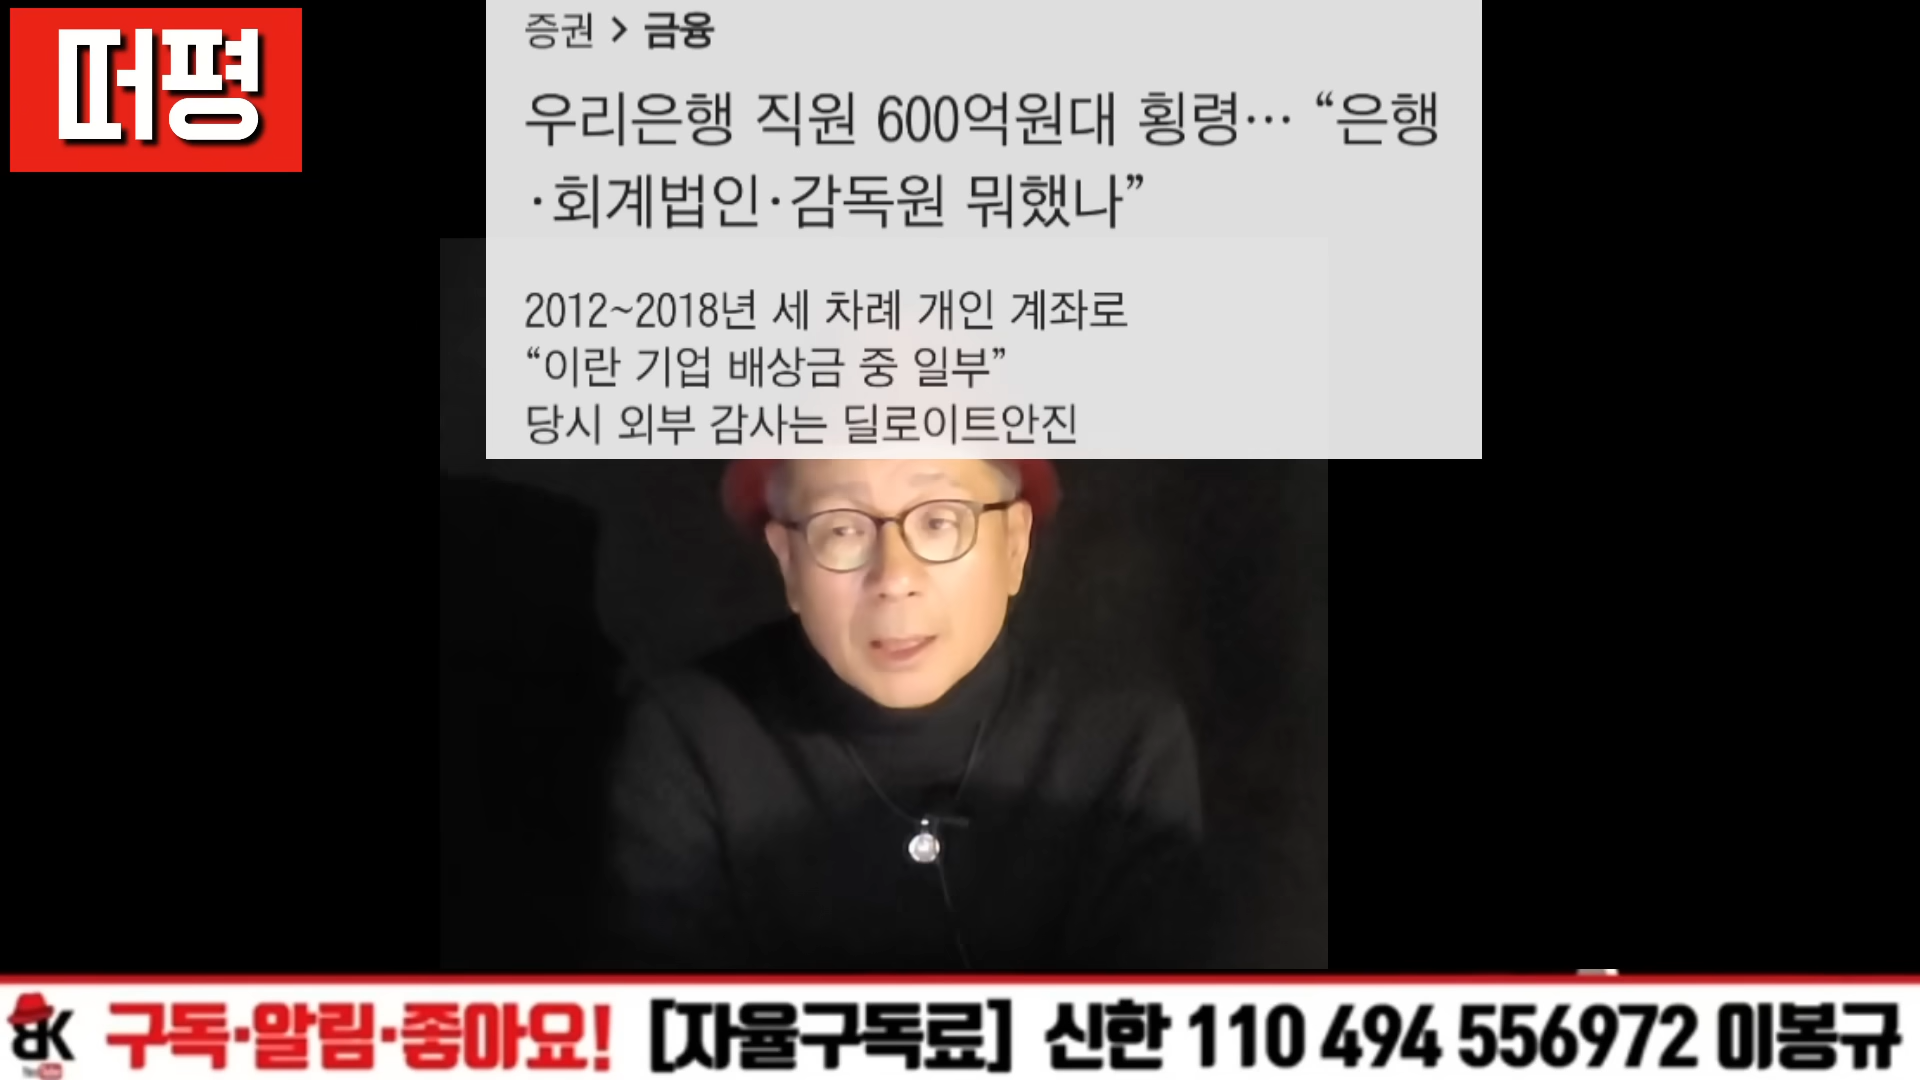 떠평
증권 > 금융
우리은행 직원 600억원대 횡령… “은행
·회계법인·감독원 뭐했나”
2012~2018년 세 차례 개인 계좌로
“이란 기업 배상금 중 일부”
당시 외부 감사는 딜로이트안진
BK 구독·알림·좋아요! [자율구독료] 신한 110 494 556972 이봉규
YouTube